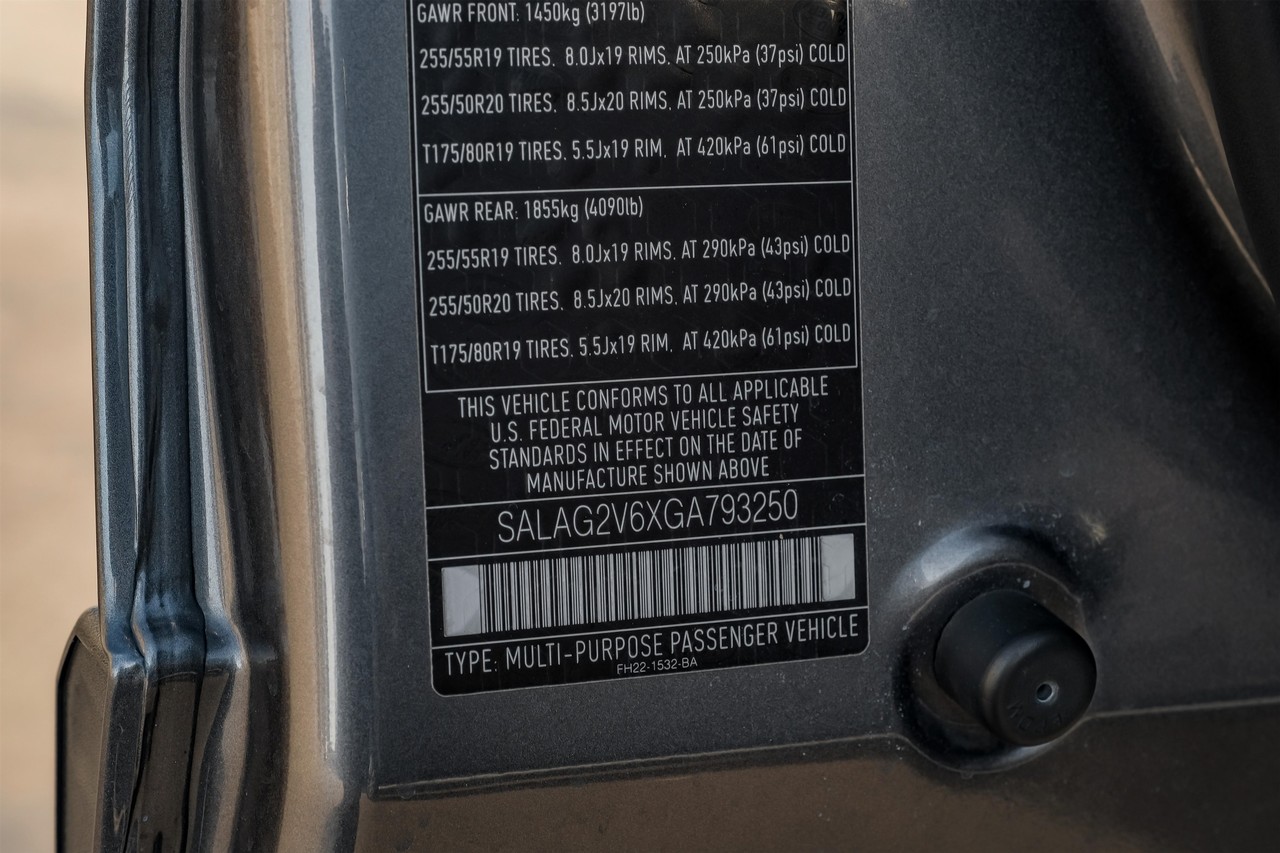 GAWR FRONT: 1450kg (3197lb)
255/55R19 TIRES. 8.0Jx19 RIMS. AT 250kPa (37psi) COLD
255/50R20 TIRES. 8.5Jx20 RIMS. AT 250kPa (37psi) COLD
T175/80R19 TIRES. 5.5Jx19 RIM. AT 420kPa (61psi) COLD
GAWR REAR: 1855kg (4090lb)
255/55R19 TIRES. 8.0Jx19 RIMS. AT 290kPa (43psi) COLD
255/50R20 TIRES. 8.5Jx20 RIMS. AT 290kPa (43psi) COLD
T175/80R19 TIRES. 5.5Jx19 RIM. AT 420kPa (61psi) COLD
THIS VEHICLE CONFORMS TO ALL APPLICABLE
U.S. FEDERAL MOTOR VEHICLE SAFETY
STANDARDS IN EFFECT ON THE DATE OF
MANUFACTURE SHOWN ABOVE
SALAG2V6XGA793250
TYPE: MULTI-PURPOSE PASSENGER VEHICLE
FH22-1532-BA